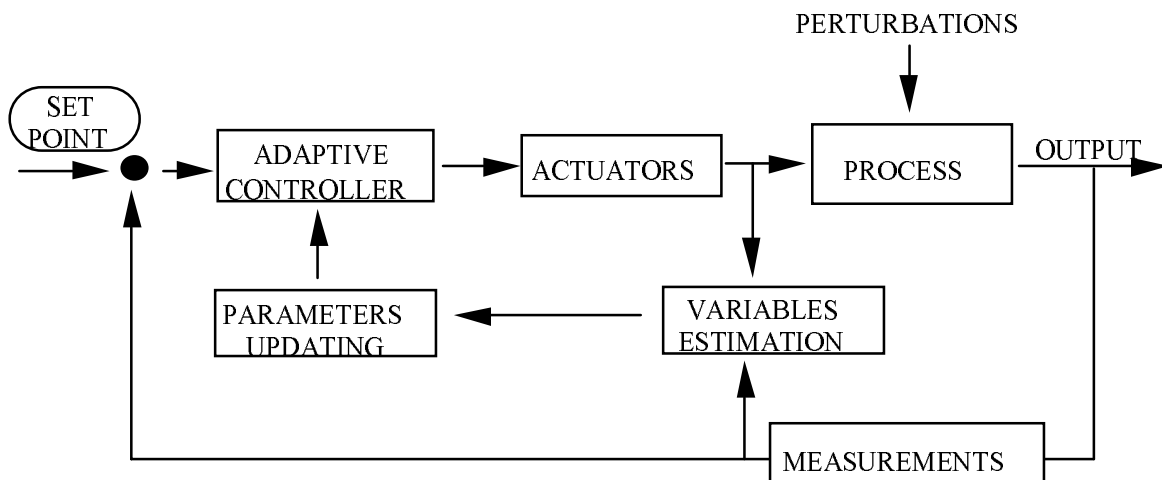 PERTURBATIONS
SET
POINT
ADAPTIVE
CONTROLLER
ACTUATORS
PROCESS
OUTPUT
PARAMETERS
UPDATING
VARIABLES
ESTIMATION
MEASUREMENTS